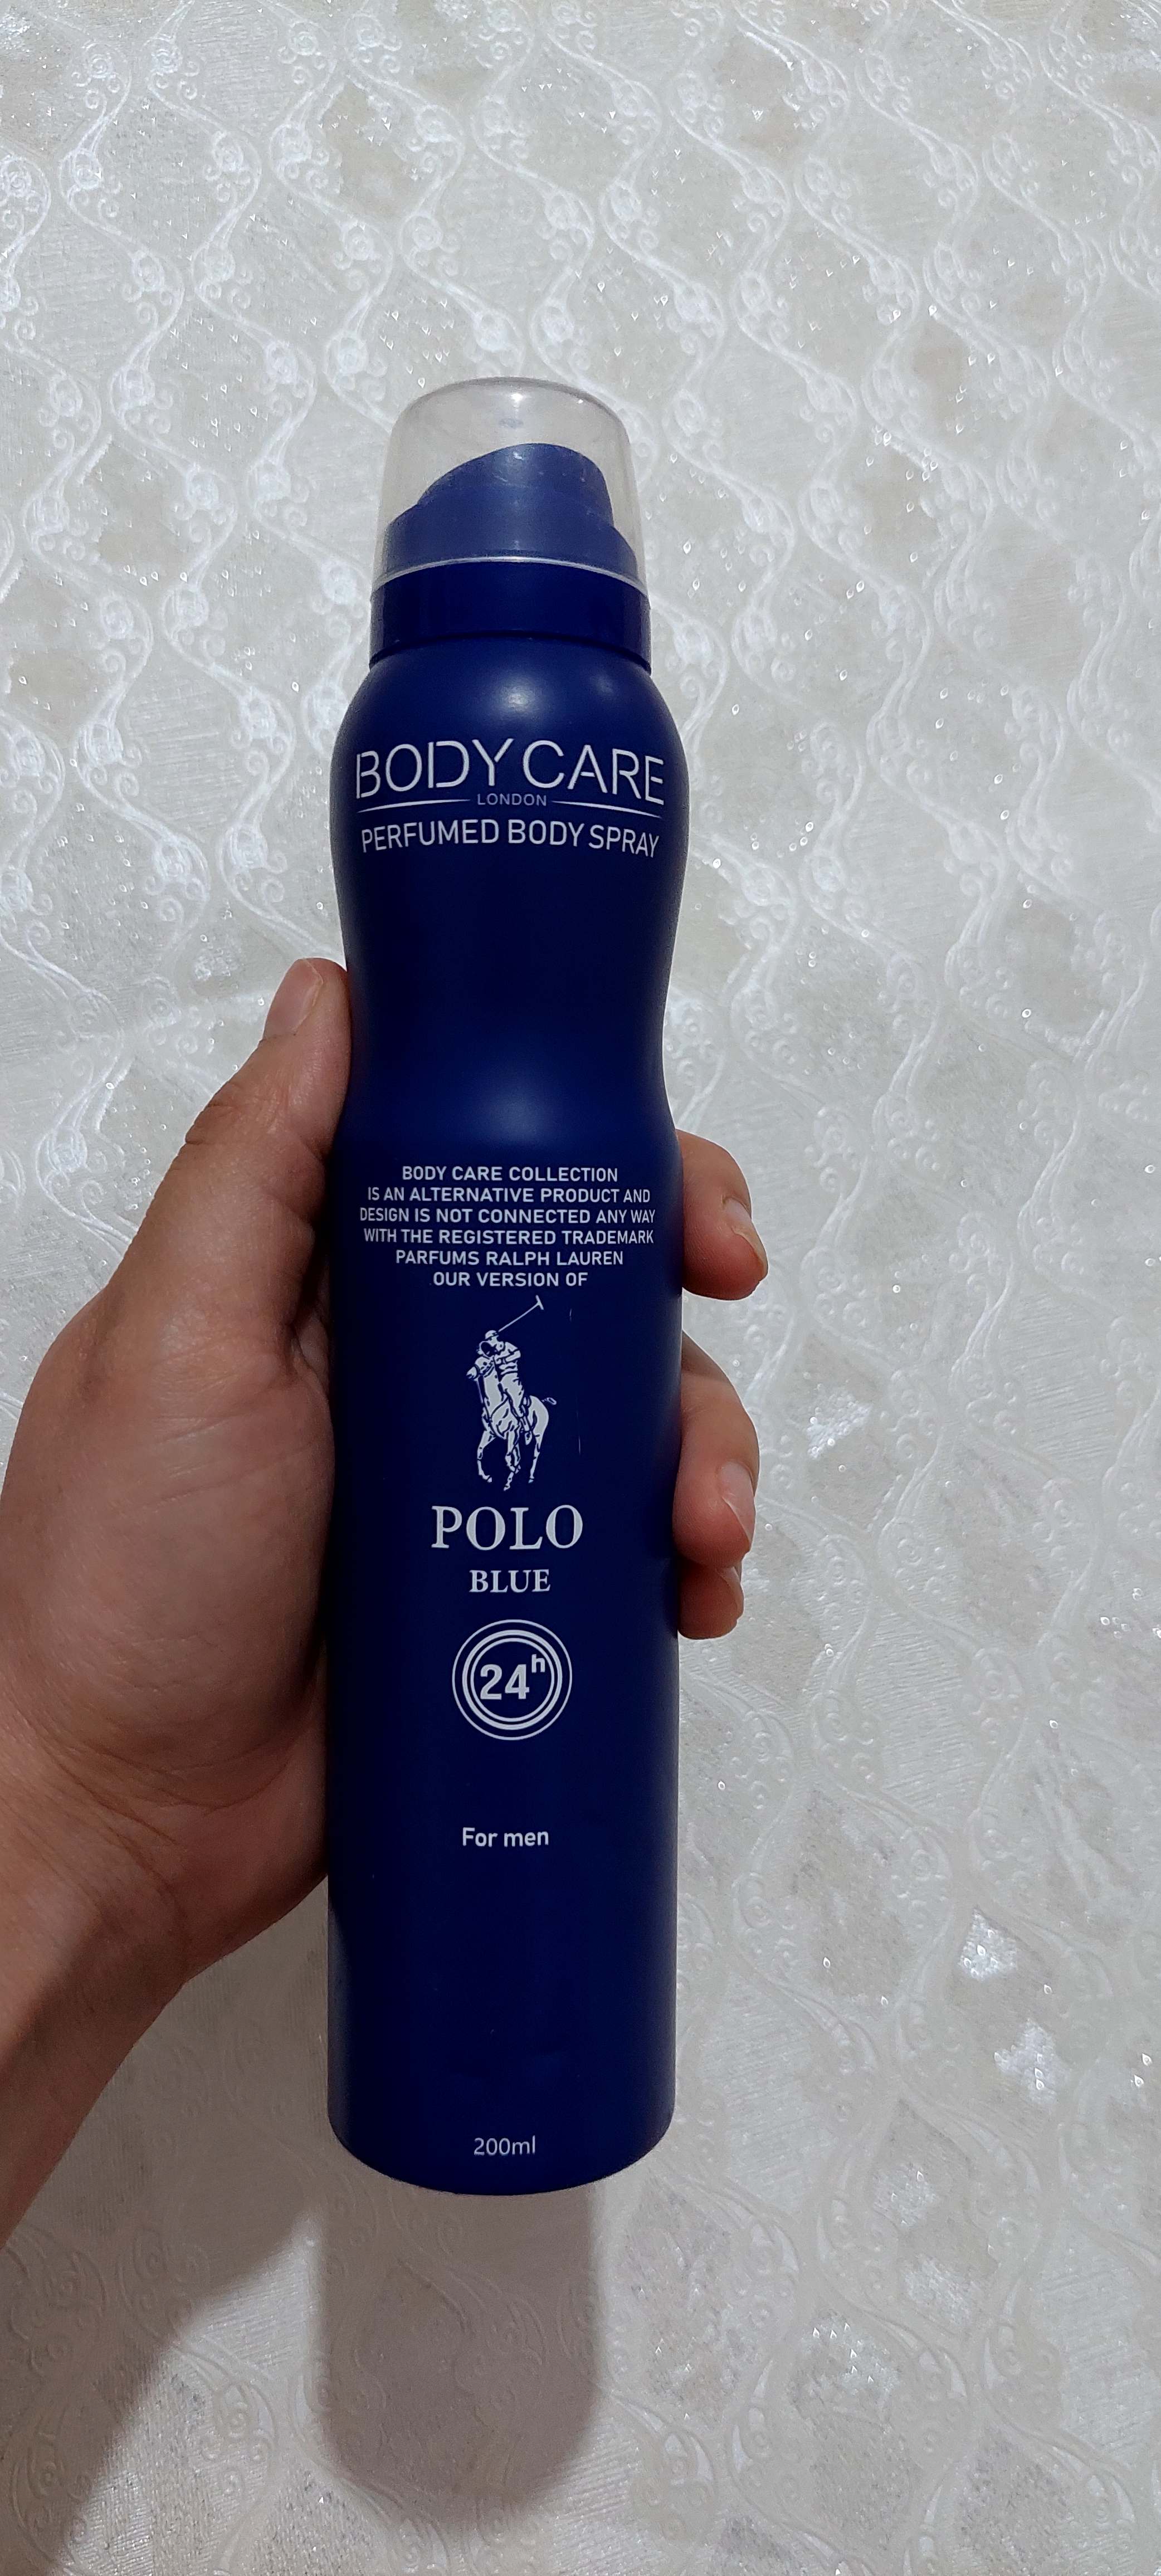 BODY CARE
LONDON
PERFUMED BODY SPRAY
BODY CARE COLLECTION
IS AN ALTERNATIVE PRODUCT AND
DESIGN IS NOT CONNECTED ANY WAY
WITH THE REGISTERED TRADEMARK
PARFUMS RALPH LAUREN
OUR VERSION OF
POLO
BLUE
24h
For men
200ml